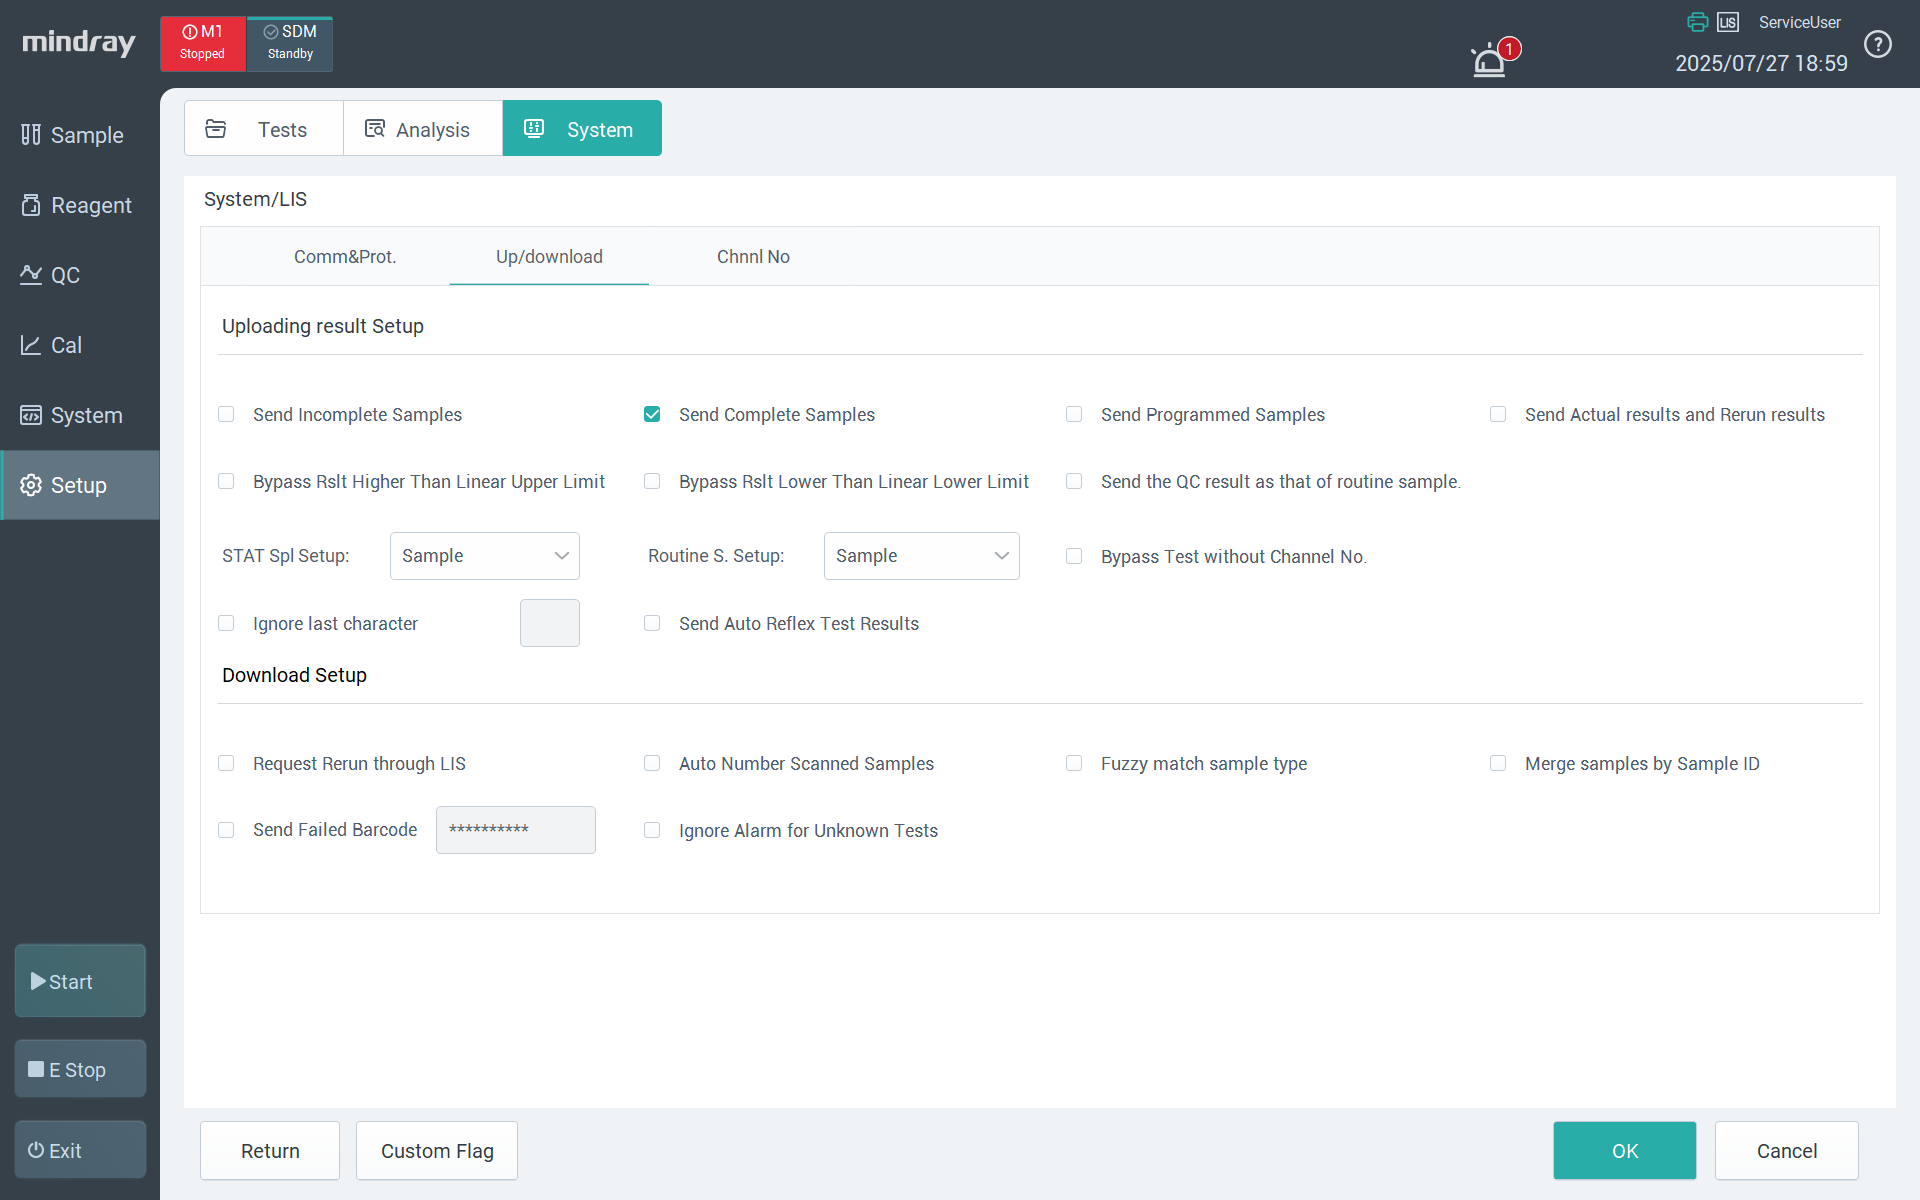 mindray
M1
Stopped
SDM
Standby
1
LIS
ServiceUser
2025/07/27 18:59
?
Sample
Reagent
QC
Cal
System
Setup
Start
E Stop
Exit
Tests
Analysis
System
System/LIS
Comm&Prot.
Up/download
Chnnl No
Uploading result Setup
Send Incomplete Samples
Send Complete Samples
Send Programmed Samples
Send Actual results and Rerun results
Bypass Rslt Higher Than Linear Upper Limit
Bypass Rslt Lower Than Linear Lower Limit
Send the QC result as that of routine sample.
STAT Spl Setup:
Sample
Routine S. Setup:
Sample
Bypass Test without Channel No.
Ignore last character
Send Auto Reflex Test Results
Download Setup
Request Rerun through LIS
Auto Number Scanned Samples
Fuzzy match sample type
Merge samples by Sample ID
Send Failed Barcode
**********
Ignore Alarm for Unknown Tests
Return
Custom Flag
OK
Cancel